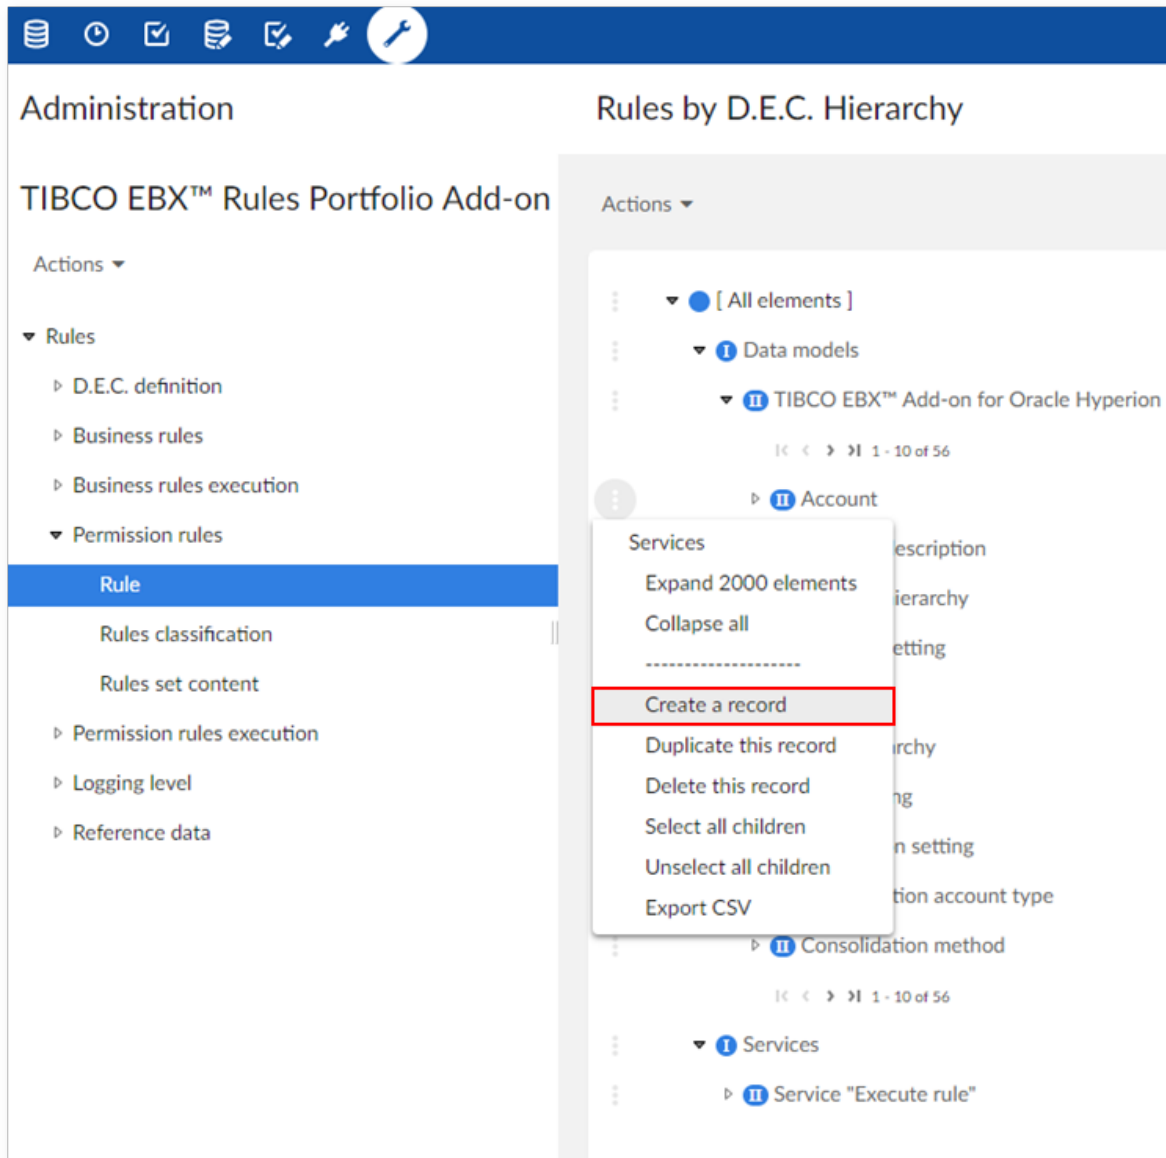 Administration
TIBCO EBX™ Rules Portfolio Add-on
Actions
Rules
D.E.C. definition
Business rules
Business rules execution
Permission rules
Rule
Rules classification
Rules set content
Permission rules execution
Logging level
Reference data
Rules by D.E.C. Hierarchy
Actions
[ All elements ]
I Data models
II TIBCO EBX™ Add-on for Oracle Hyperion
1 - 10 of 56
II Account
Services
Expand 2000 elements
Collapse all
--------------------
Create a record
Duplicate this record
Delete this record
Select all children
Unselect all children
Export CSV
escription
ierarchy
etting
rchy
ng
n setting
tion account type
II Consolidation method
1 - 10 of 56
I Services
II Service "Execute rule"